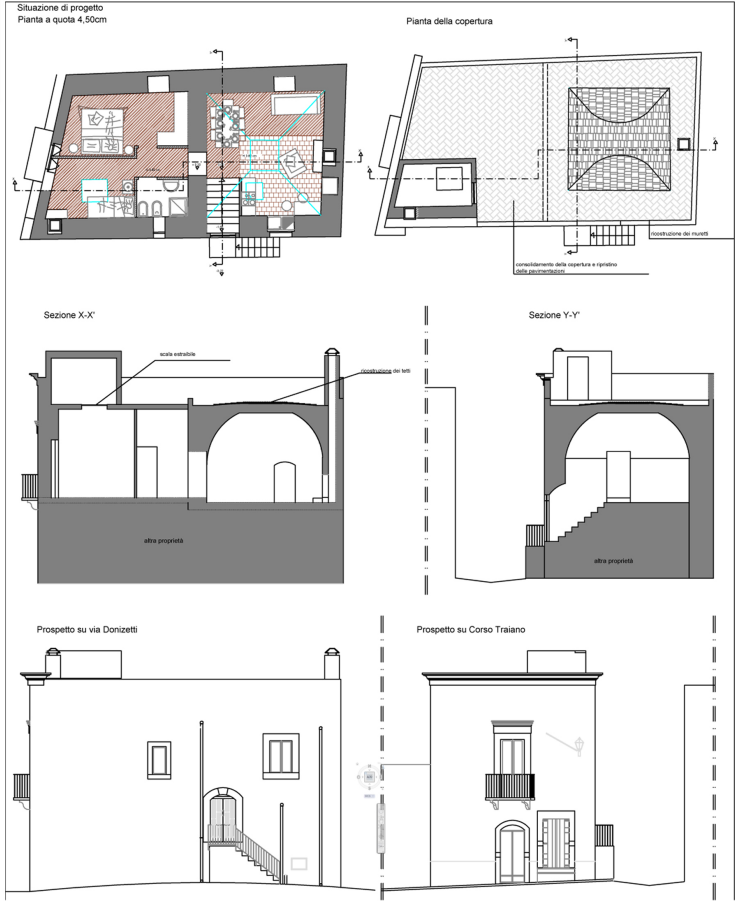 Situazione di progetto
Pianta a quota 4,50cm
Pianta della copertura
ricostruzione dei muretti
consolidamento della copertura e ripristino
delle pavimentazioni
Sezione X-X'
Sezione Y-Y'
scala estraibile
ricostruzione dei tetti
altra proprietà
altra proprietà
Prospetto su via Donizetti
Prospetto su Corso Traiano